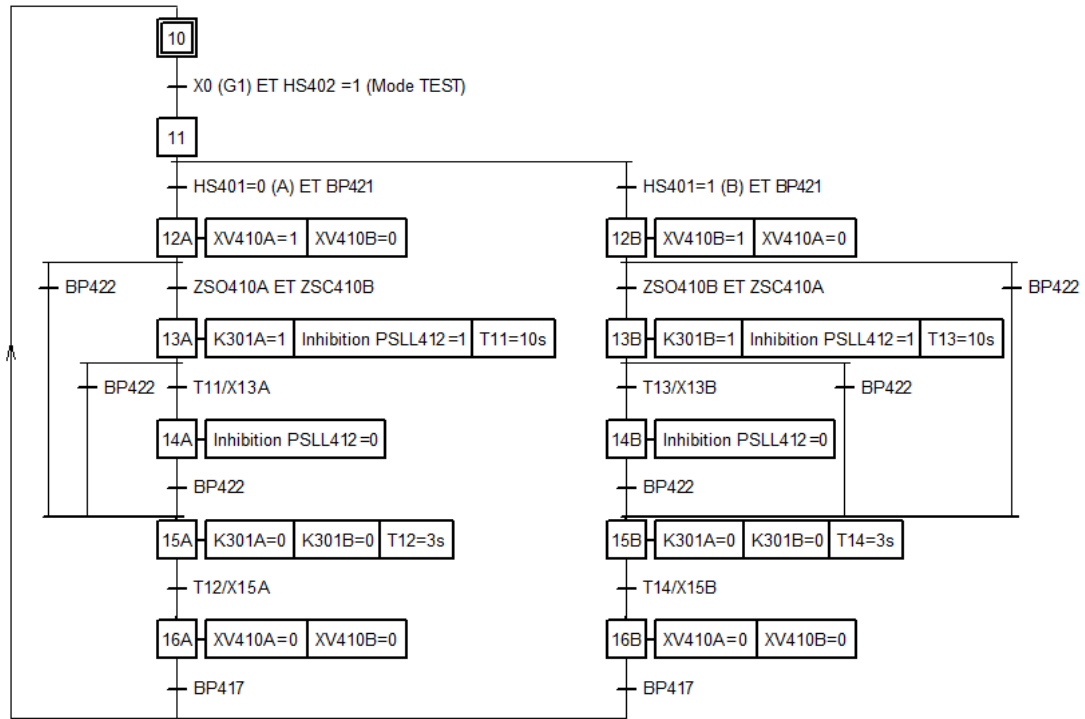 10
X0 (G1) ET HS402 =1 (Mode TEST)
11
HS401=0 (A) ET BP421
HS401=1 (B) ET BP421
12A XV410A=1 XV410B=0
12B XV410B=1 XV410A=0
BP422 ZSO410A ET ZSC410B
ZSO410B ET ZSC410A BP422
13A K301A=1 Inhibition PSLL412 =1 T11=10s
13B K301B=1 Inhibition PSLL412 =1 T13=10s
BP422 T11/X13A
T13/X13B BP422
14A Inhibition PSLL412 =0
14B Inhibition PSLL412 =0
BP422
BP422
15A K301A=0 K301B=0 T12=3s
15B K301A=0 K301B=0 T14=3s
T12/X15A
T14/X15B
16A XV410A=0 XV410B=0
16B XV410A=0 XV410B=0
BP417
BP417